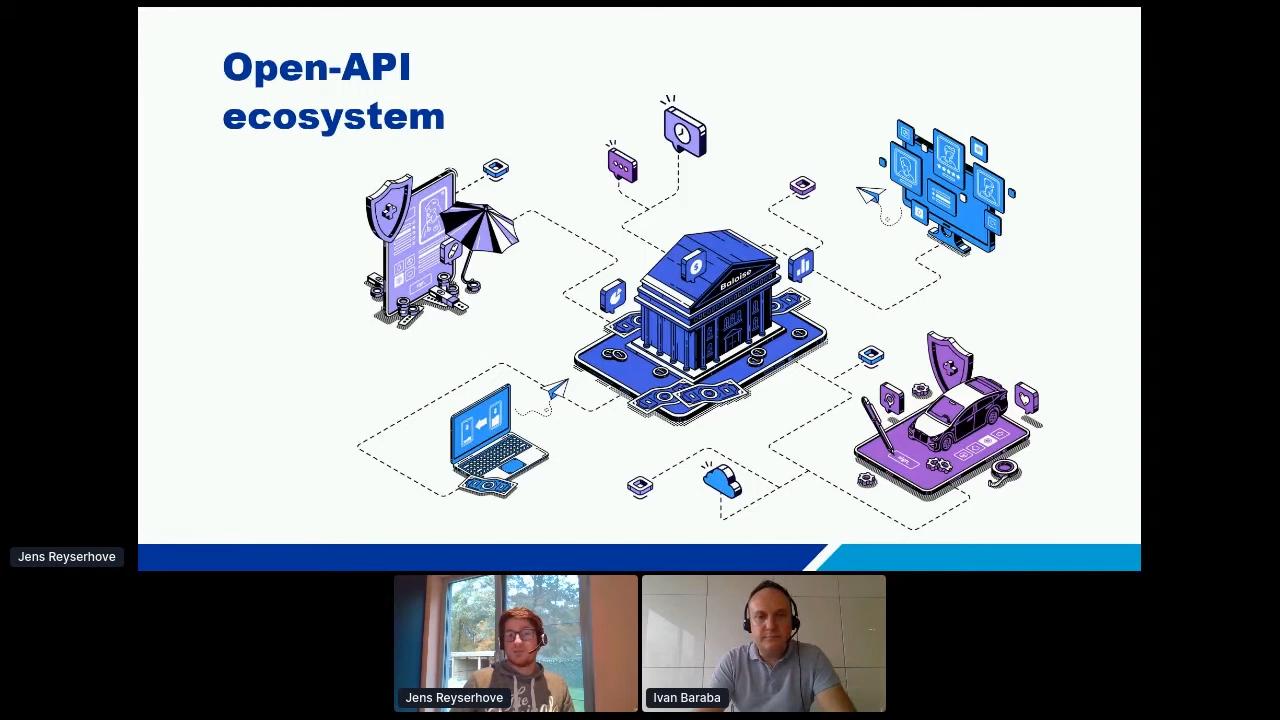 Open-API
ecosystem
Baloise
Jens Reyserhove
Jens Reyserhove
Ivan Baraba